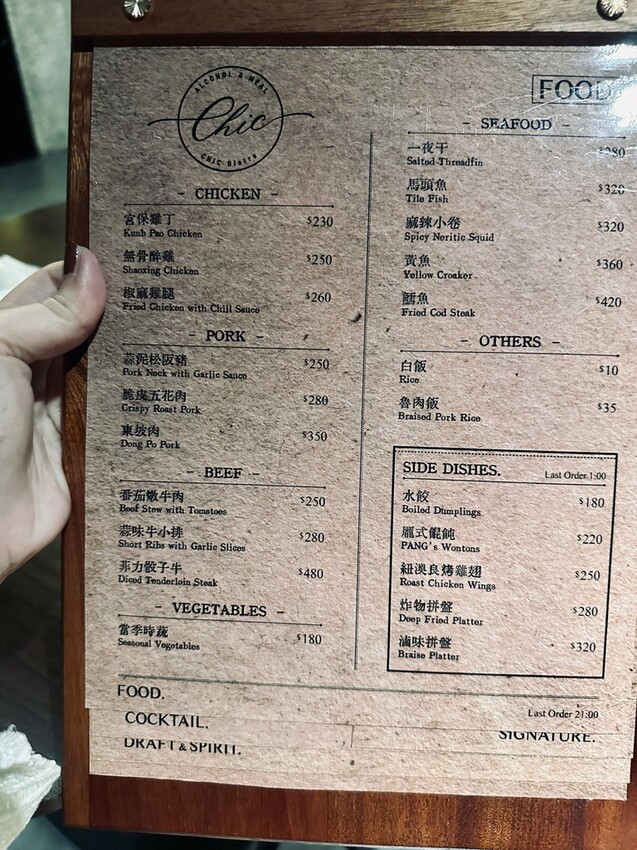 ALCOHOL & MEAL
Chic
CHIC Bistro
FOOD
- CHICKEN -
宮保雞丁 $230
Kunb Pao Chicken
無骨醉雞 $250
Shaoxing Chicken
椒麻雞腿 $260
Fried Chicken with Chili Sauce
- PORK -
蒜泥松阪豬 $250
Pork Neck with Garlic Sauce
脆皮五花肉 $280
Crispy Roast Pork
東坡肉 $350
Dong Po Pork
- BEEF -
番茄燉牛肉 $250
Beef Stew with Tomatoes
蒜味牛小排 $280
Short Ribs with Garlic Slices
菲力骰子牛 $480
Diced Tenderloin Steak
- VEGETABLES -
當季時蔬 $180
Seasonal Vegetables
- SEAFOOD -
一夜干
Salted Threadfin
馬頭魚 $320
Tile Fish
麻辣小卷 $320
Spicy Neritic Squid
黃魚 $360
Yellow Croaker
鱈魚 $420
Fried Cod Steak
- OTHERS -
白飯 $10
Rice
魯肉飯 $35
Braised Pork Rice
SIDE DISHES. Last Order 1:00
水餃 $180
Boiled Dumplings
式餛飩 $220
PANG's Wontons
紐澳良烤雞翅 $250
Roast Chicken Wings
炸物拼盤 $280
Deep Fried Platter
滷味拼盤 $320
Braise Platter
FOOD.
Last Order 21:00
COCKTAIL.
SIGNATURE.
DRAFT & SPIRIT.